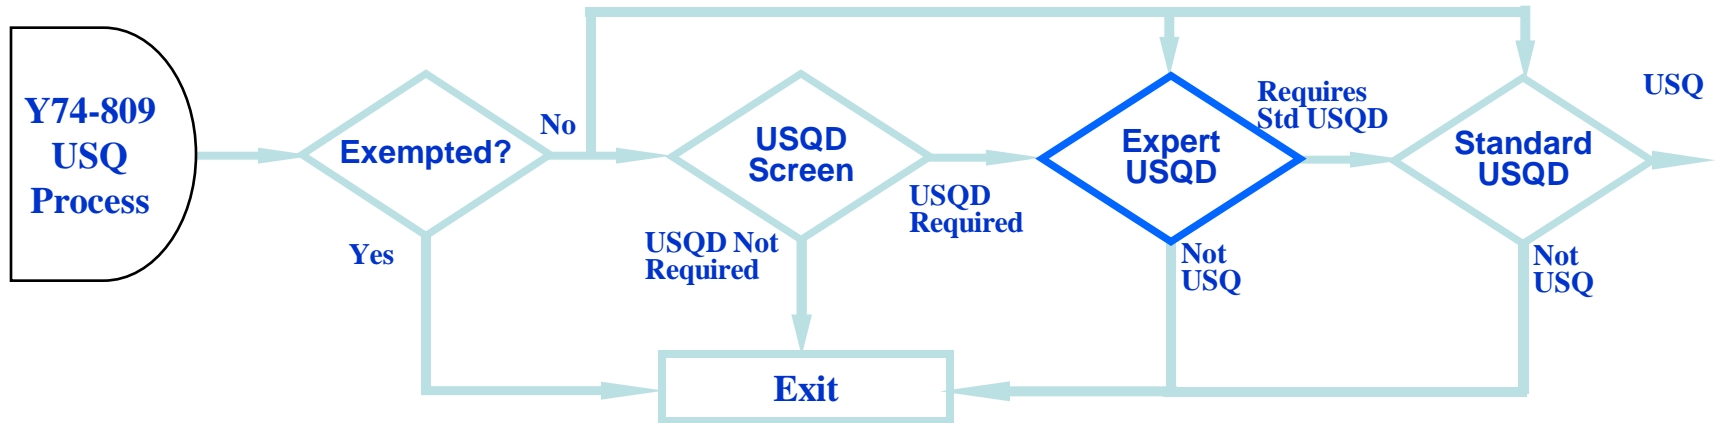 Y74-809
USQ
Process
Exempted?
No
Yes
USQD
Screen
USQD Not
Required
USQD
Required
Expert
USQD
Not
USQ
Requires
Std USQD
Standard
USQD
Not
USQ
USQ
Exit